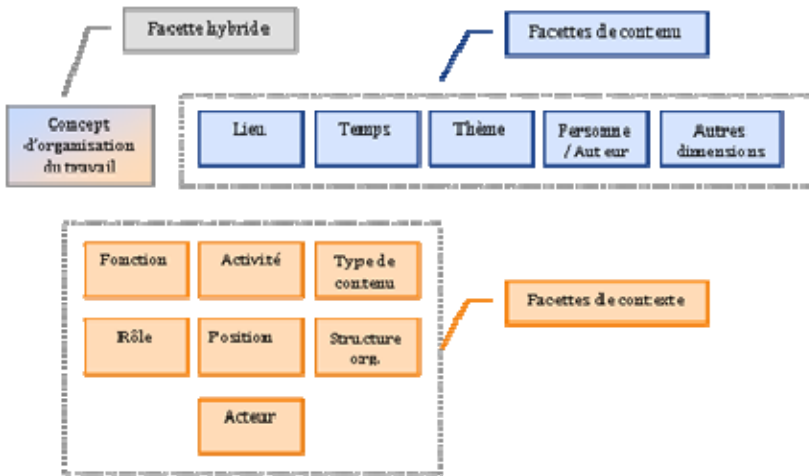 Facette hybride
Facettes de contenu
Concept
d'organisation
du travail
Lieu
Temps
Thème
Personne
/Auteur
Autres
dimensions
Fonction
Activité
Type de
contenu
Facettes de contexte
Rôle
Position
Structure
org.
Acteur